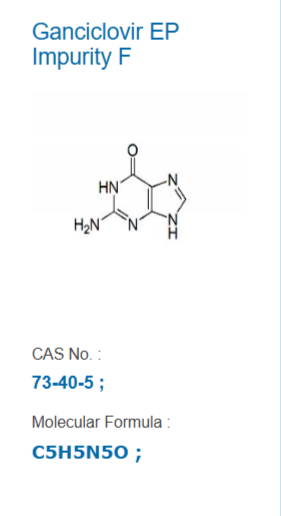 Ganciclovir EP
Impurity F
O
HN
N
H₂N
N
N
H
CAS No. :
73-40-5 ;
Molecular Formula :
C5H5N5O ;